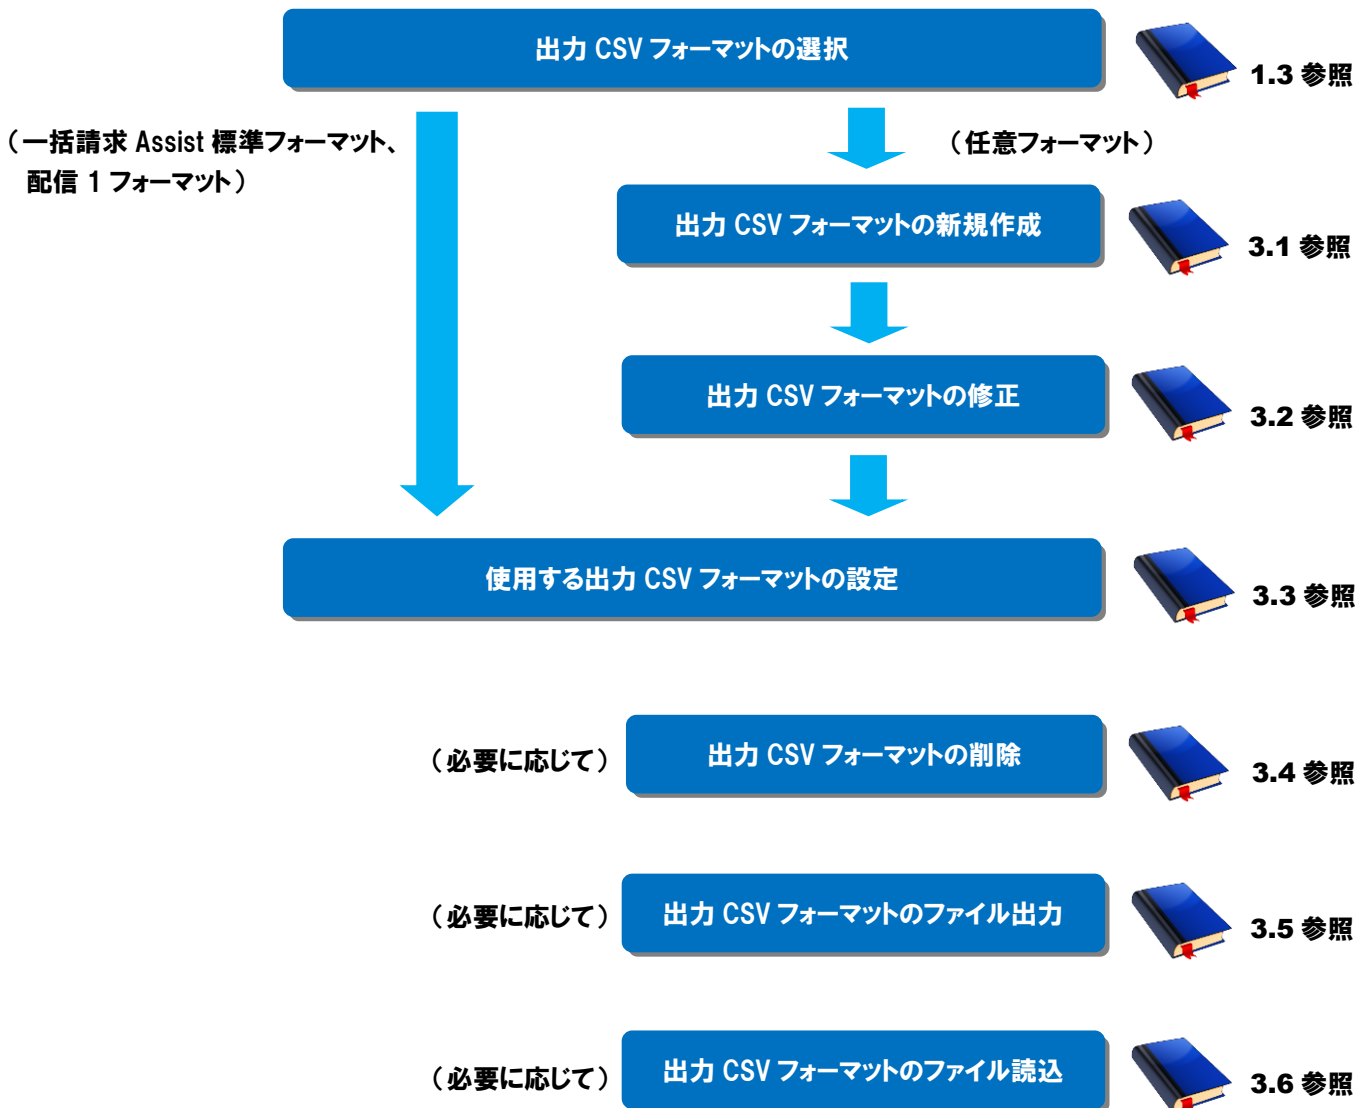 出力 CSV フォーマットの選択
1.3 参照
（一括請求 Assist 標準フォーマット、
配信 1 フォーマット）
（任意フォーマット）
出力 CSV フォーマットの新規作成
3.1 参照
出力 CSV フォーマットの修正
3.2 参照
使用する出力 CSV フォーマットの設定
3.3 参照
（必要に応じて）
出力 CSV フォーマットの削除
3.4 参照
（必要に応じて）
出力 CSV フォーマットのファイル出力
3.5 参照
（必要に応じて）
出力 CSV フォーマットのファイル読込
3.6 参照